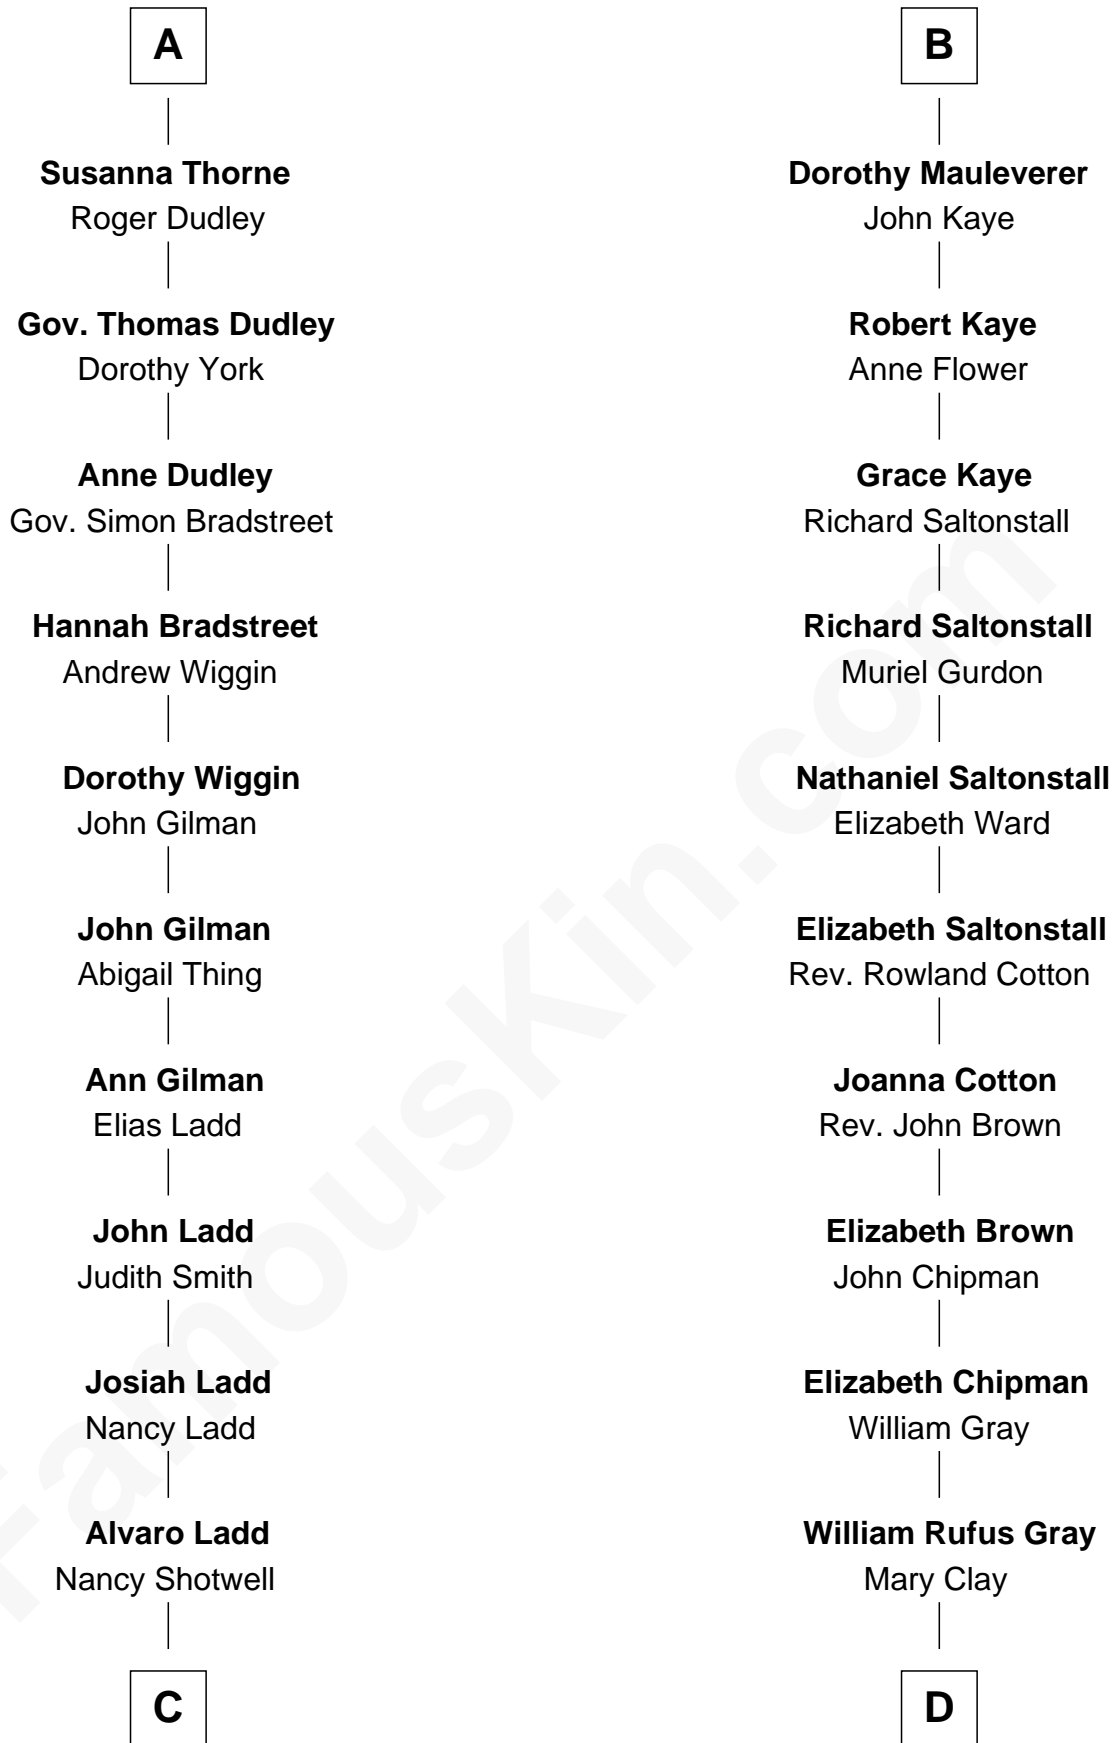 A
Susanna Thorne
Roger Dudley
Gov. Thomas Dudley
Dorothy York
Anne Dudley
Gov. Simon Bradstreet
Hannah Bradstreet
Andrew Wiggin
Dorothy Wiggin
John Gilman
John Gilman
Abigail Thing
Ann Gilman
Elias Ladd
John Ladd
Judith Smith
Josiah Ladd
Nancy Ladd
Alvaro Ladd
Nancy Shotwell
C
B
Dorothy Mauleverer
John Kaye
Robert Kaye
Anne Flower
Grace Kaye
Richard Saltonstall
Richard Saltonstall
Muriel Gurdon
Nathaniel Saltonstall
Elizabeth Ward
Elizabeth Saltonstall
Rev. Rowland Cotton
Joanna Cotton
Rev. John Brown
Elizabeth Brown
John Chipman
Elizabeth Chipman
William Gray
William Rufus Gray
Mary Clay
D
FamousKin.com